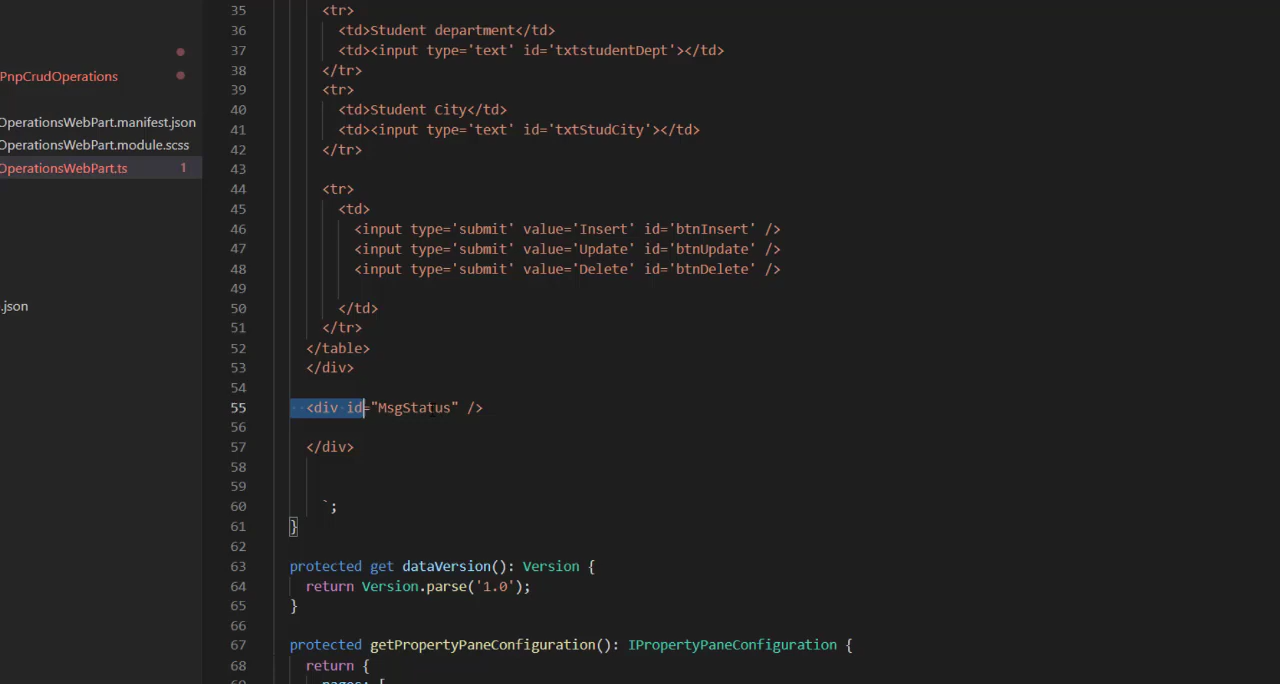 PnpCrudOperations
OperationsWebPart.manifest.json
OperationsWebPart.module.scss
OperationsWebPart.ts 1
.json
35 <tr>
36 <td>Student department</td>
37 <td><input type='text' id='txtstudentDept'></td>
38 </tr>
39 <tr>
40 <td>Student City</td>
41 <td><input type='text' id='txtStudCity'></td>
42 </tr>
43
44 <tr>
45 <td>
46 <input type='submit' value='Insert' id='btnInsert' />
47 <input type='submit' value='Update' id='btnUpdate' />
48 <input type='submit' value='Delete' id='btnDelete' />
49
50 </td>
51 </tr>
52 </table>
53 </div>
54
55 <div id="MsgStatus" />
56
57 </div>
58
59
60 `;
61 }
62
63 protected get dataVersion(): Version {
64 return Version.parse('1.0');
65 }
66
67 protected getPropertyPaneConfiguration(): IPropertyPaneConfiguration {
68 return {
69 pages: [